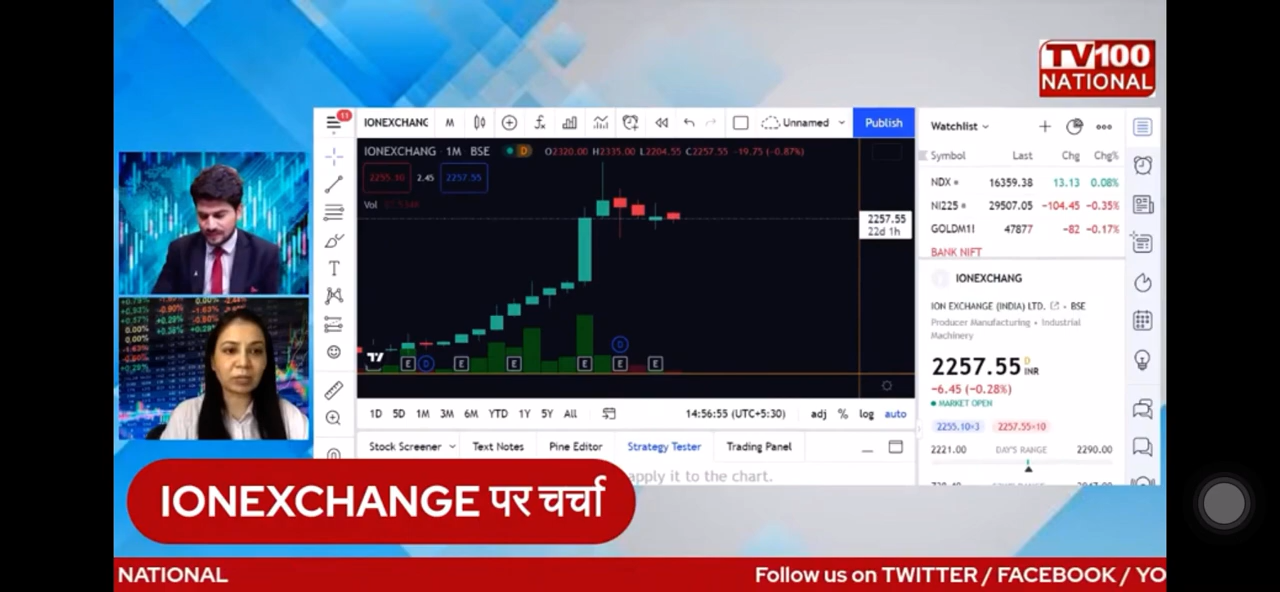 TV100
NATIONAL
11
IONEXCHANG
M
Unnamed
Publish
IONEXCHANG 1M BSE
D
O2320.00 H2335.00 L2204.55 C2257.55 -19.75 (-0.87%)
2255.10
2.45
2257.55
Vol
2257.55
22d 1h
E D E E E D E E
1D 5D 1M 3M 6M YTD 1Y 5Y All
14:56:55 (UTC+5:30)
adj % log auto
Stock Screener
Text Notes
Pine Editor
Strategy Tester
Trading Panel
apply it to the chart.
Watchlist
Symbol Last Chg Chg%
NDX 16359.38 13.13 0.08%
NI225 29507.05 -104.45 -0.35%
GOLDM1! 47877 -82 -0.17%
BANK NIFT
IONEXCHANG
ION EXCHANGE (INDIA) LTD. • BSE
Producer Manufacturing • Industrial
Machinery
2257.55 D
INR
-6.45 (-0.28%)
MARKET OPEN
2255.10×3
2257.55×10
2221.00 DAY'S RANGE 2290.00
IONEXCHANGE पर चर्चा
NATIONAL
Follow us on TWITTER / FACEBOOK / YO